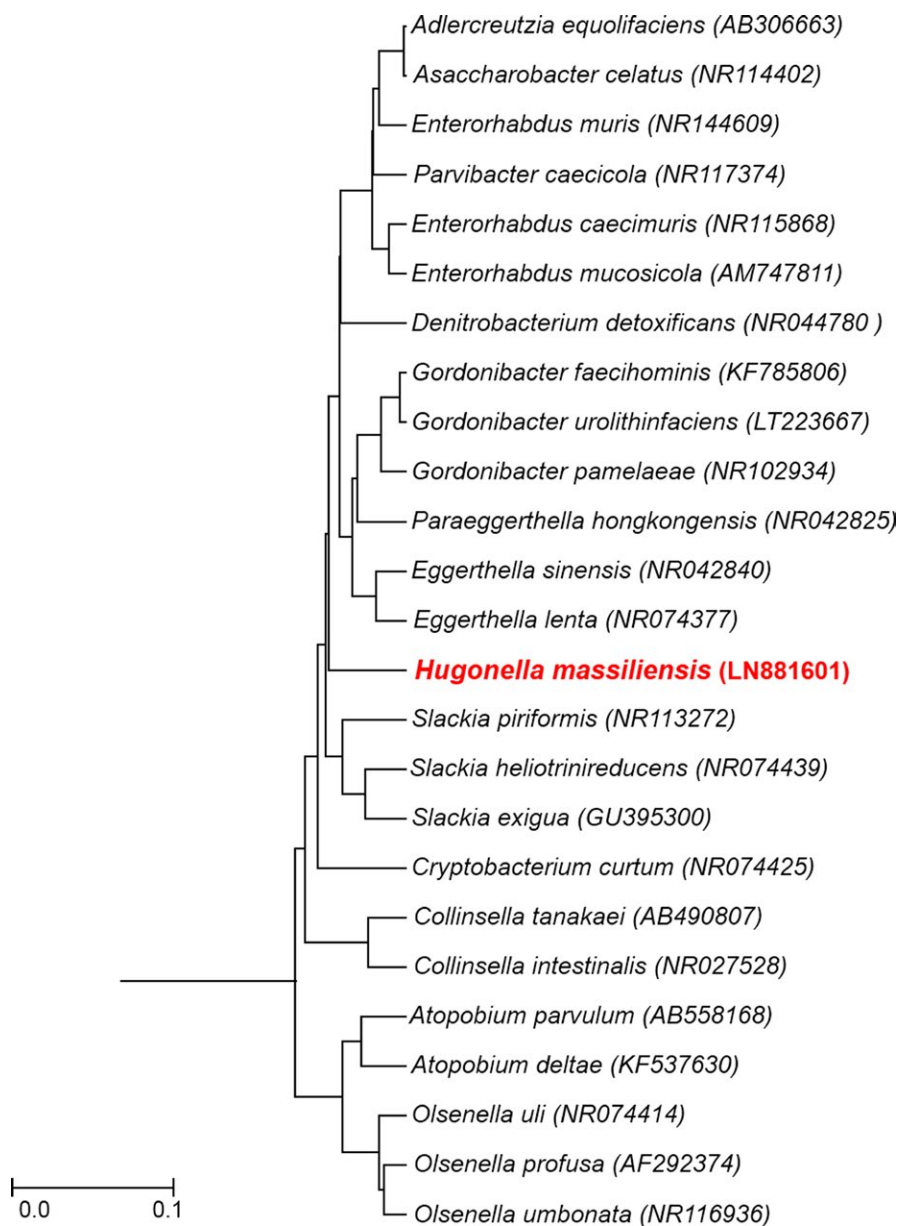 Adlercreutzia equolifaciens (AB306663)
Asaccharobacter celatus (NR114402)
Enterorhabdus muris (NR144609)
Parvibacter caecicola (NR117374)
Enterorhabdus caecimuris (NR115868)
Enterorhabdus mucosicola (AM747811)
Denitrobacterium detoxificans (NR044780 )
Gordonibacter faecihominis (KF785806)
Gordonibacter urolithinfaciens (LT223667)
Gordonibacter pamelaeae (NR102934)
Paraeggerthella hongkongensis (NR042825)
Eggerthella sinensis (NR042840)
Eggerthella lenta (NR074377)
Hugonella massiliensis (LN881601)
Slackia piriformis (NR113272)
Slackia heliotrinireducens (NR074439)
Slackia exigua (GU395300)
Cryptobacterium curtum (NR074425)
Collinsella tanakaei (AB490807)
Collinsella intestinalis (NR027528)
Atopobium parvulum (AB558168)
Atopobium deltae (KF537630)
Olsenella uli (NR074414)
Olsenella profusa (AF292374)
Olsenella umbonata (NR116936)
0.0 0.1